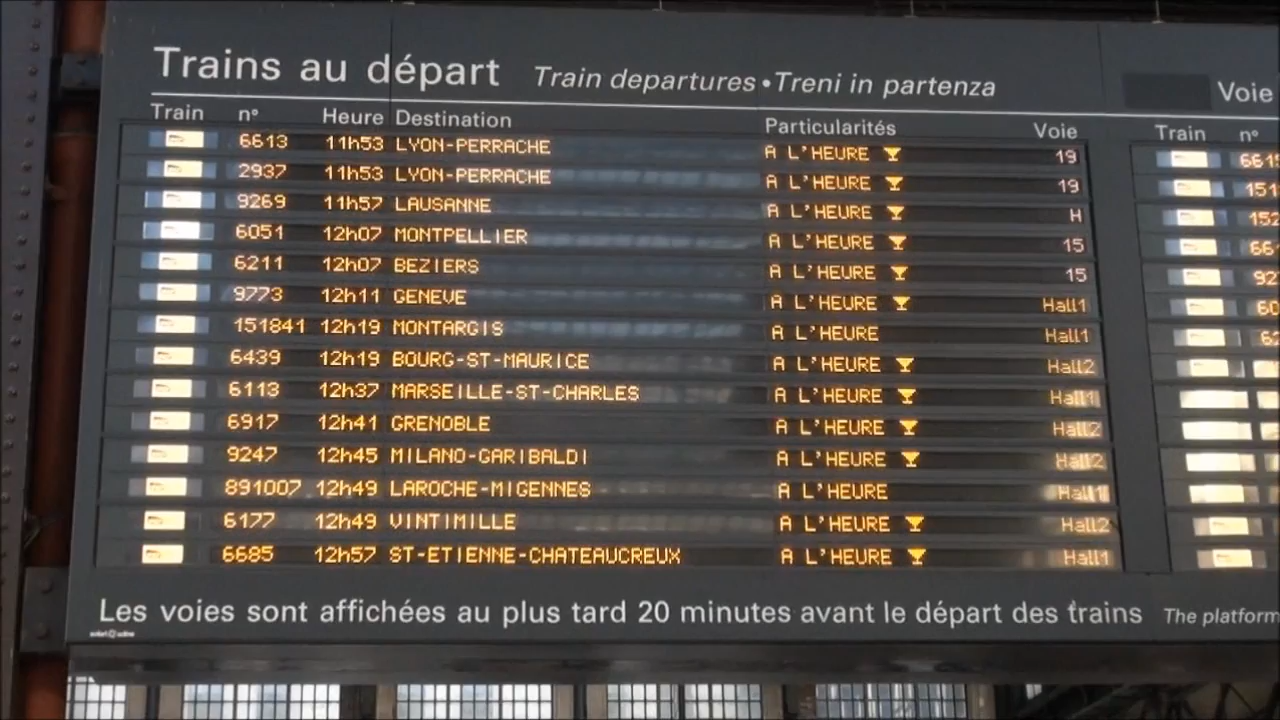 Trains au départ Train departures • Treni in partenza
Voie
Train n° Heure Destination Particularités Voie Train n°
6613 11h53 LYON-PERRACHE A L'HEURE 19
2937 11h53 LYON-PERRACHE A L'HEURE 19
9269 11h57 LAUSANNE A L'HEURE H
6051 12h07 MONTPELLIER A L'HEURE 15
6211 12h07 BEZIERS A L'HEURE 15
9773 12h11 GENEVE A L'HEURE Hall1
151841 12h19 MONTARGIS A L'HEURE Hall1
6439 12h19 BOURG-ST-MAURICE A L'HEURE Hall2
6113 12h37 MARSEILLE-ST-CHARLES A L'HEURE Hall1
6917 12h41 GRENOBLE A L'HEURE Hall2
9247 12h45 MILANO-GARIBALDI A L'HEURE Hall2
891007 12h49 LAROCHE-MIGENNES A L'HEURE Hall1
6177 12h49 VINTIMILLE A L'HEURE Hall2
6685 12h57 ST-ETIENNE-CHATEAUCREUX A L'HEURE Hall1
Les voies sont affichées au plus tard 20 minutes avant le départ des trains The platform